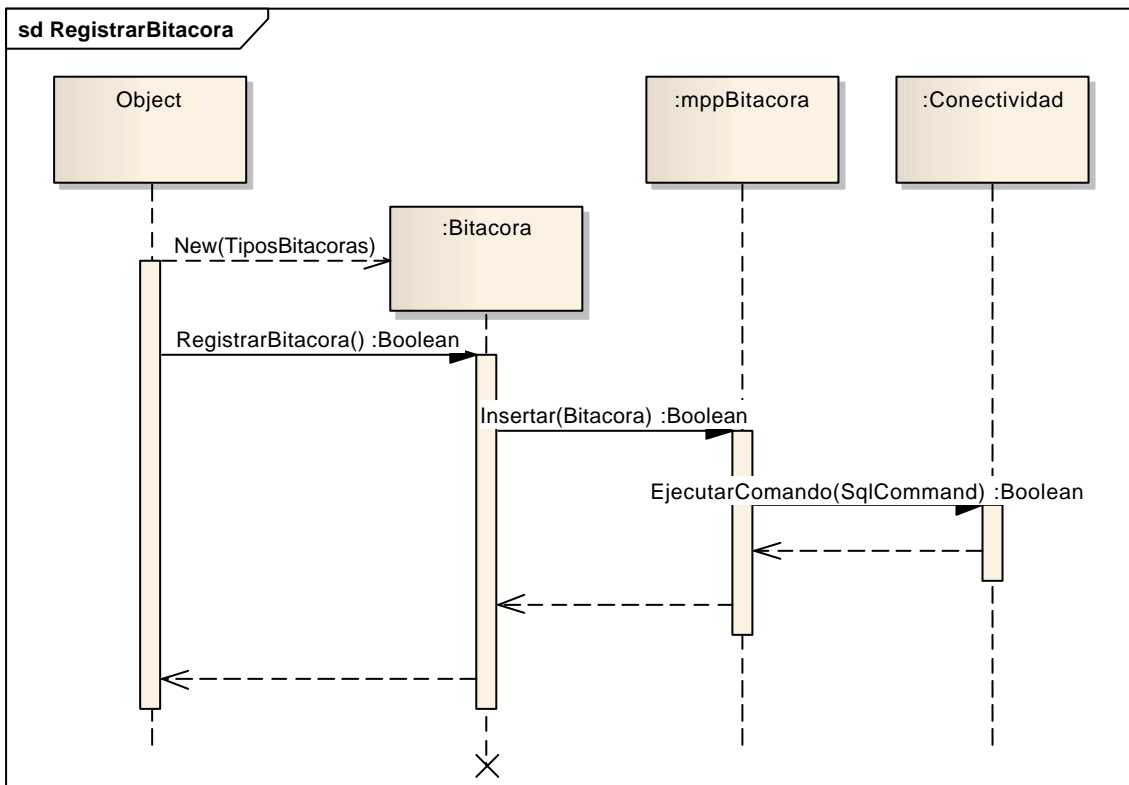 sd RegistrarBitacora
Object
:mppBitacora
:Conectividad
:Bitacora
New(TiposBitacoras)
RegistrarBitacora() :Boolean
Insertar(Bitacora) :Boolean
EjecutarComando(SqlCommand) :Boolean